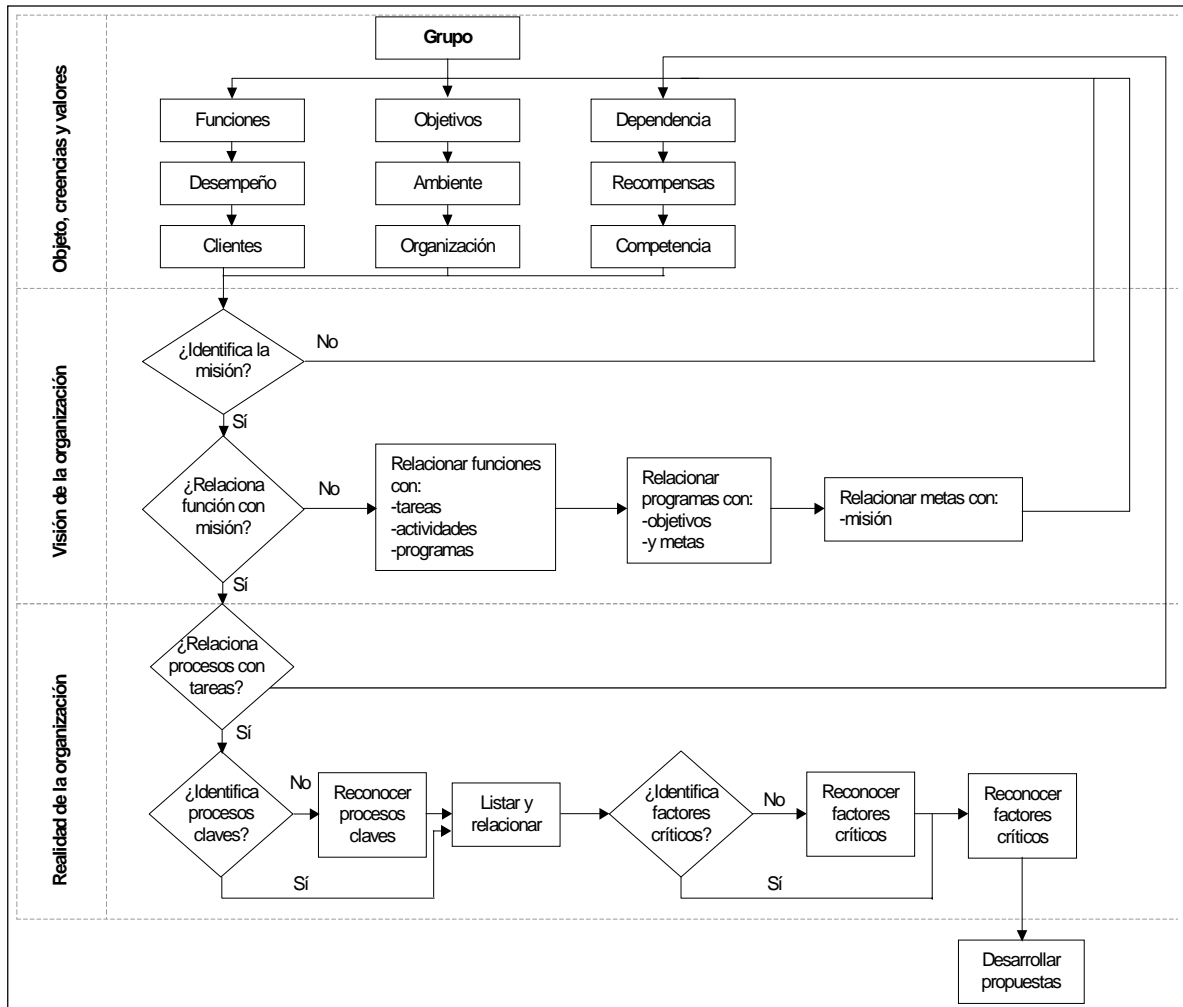 Grupo
Objeto, creencias y valores
Funciones
Objetivos
Dependencia
Desempeño
Ambiente
Recompensas
Clientes
Organización
Competencia
Visión de la organización
¿Identifica la
misión?
No
Sí
¿Relaciona
función con
misión?
No
Relacionar funciones
con:
-tareas
-actividades
-programas
Relacionar
programas con:
-objetivos
-y metas
Relacionar metas con:
-misión
Sí
Realidad de la organización
¿Relaciona
procesos con
tareas?
Sí
¿Identifica
procesos
claves?
No
Reconocer
procesos
claves
Listar y
relacionar
¿Identifica
factores
críticos?
No
Reconocer
factores
críticos
Reconocer
factores
críticos
Sí
Sí
Desarrollar
propuestas